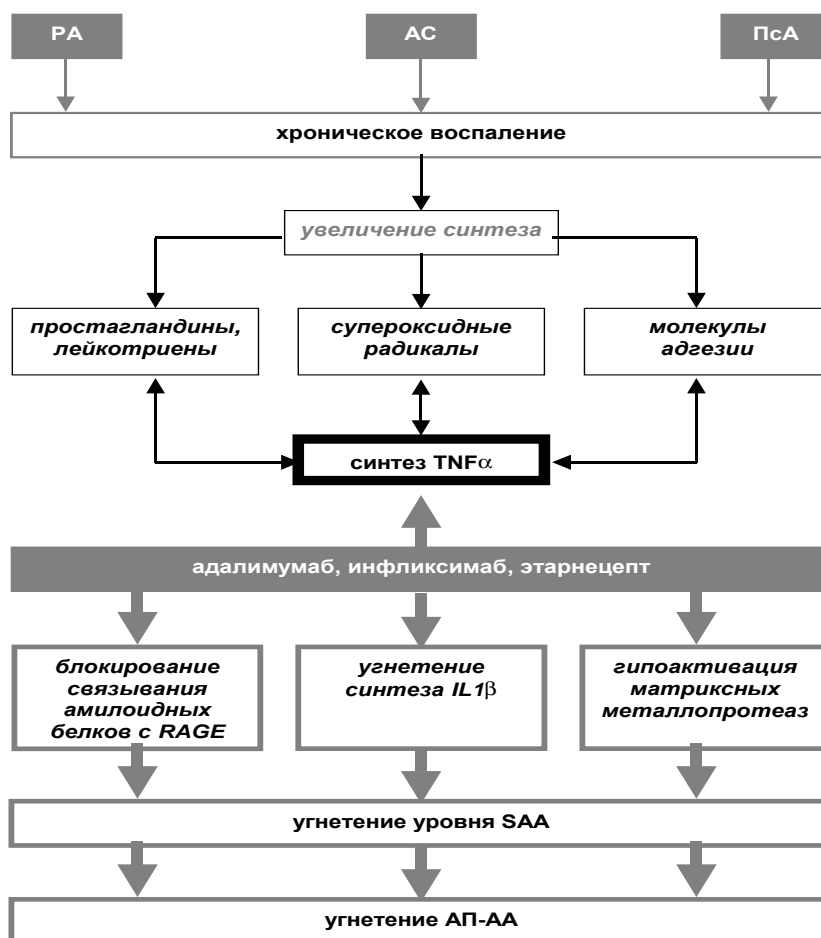 РА
АС
ПсА
хроническое воспаление
увеличение синтеза
простагландины,
лейкотриены
супероксидные
радикалы
молекулы
адгезии
синтез TNFα
адалимумаб, инфликсимаб, этарнецепт
блокирование
связывания
амилоидных
белков с RAGE
угнетение
синтеза IL1β
гипоактивация
матриксных
металлопротеаз
угнетение уровня SAA
угнетение АП-АА